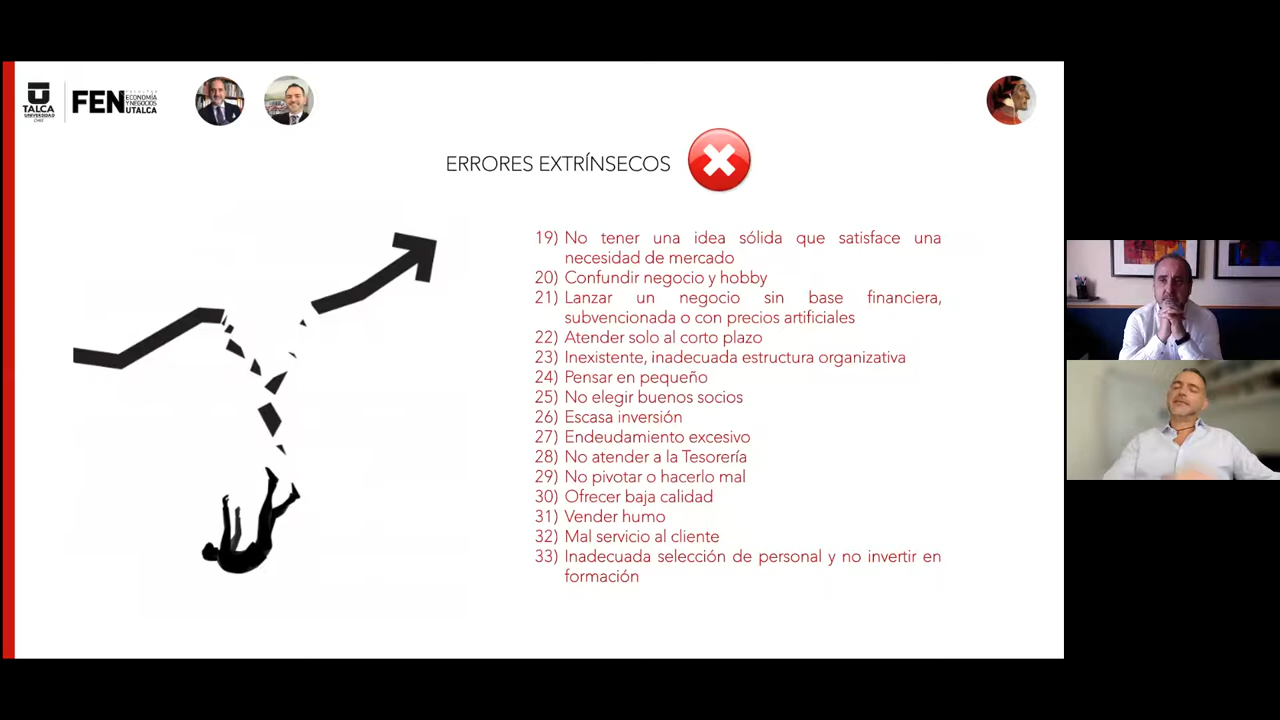 TALCA
UNIVERSIDAD
CHILE
FEN
FACULTAD
ECONOMÍA
Y NEGOCIOS
UTALCA
ERRORES EXTRÍNSECOS
19) No tener una idea sólida que satisface una
necesidad de mercado
20) Confundir negocio y hobby
21) Lanzar un negocio sin base financiera,
subvencionada o con precios artificiales
22) Atender solo al corto plazo
23) Inexistente, inadecuada estructura organizativa
24) Pensar en pequeño
25) No elegir buenos socios
26) Escasa inversión
27) Endeudamiento excesivo
28) No atender a la Tesorería
29) No pivotar o hacerlo mal
30) Ofrecer baja calidad
31) Vender humo
32) Mal servicio al cliente
33) Inadecuada selección de personal y no invertir en
formación